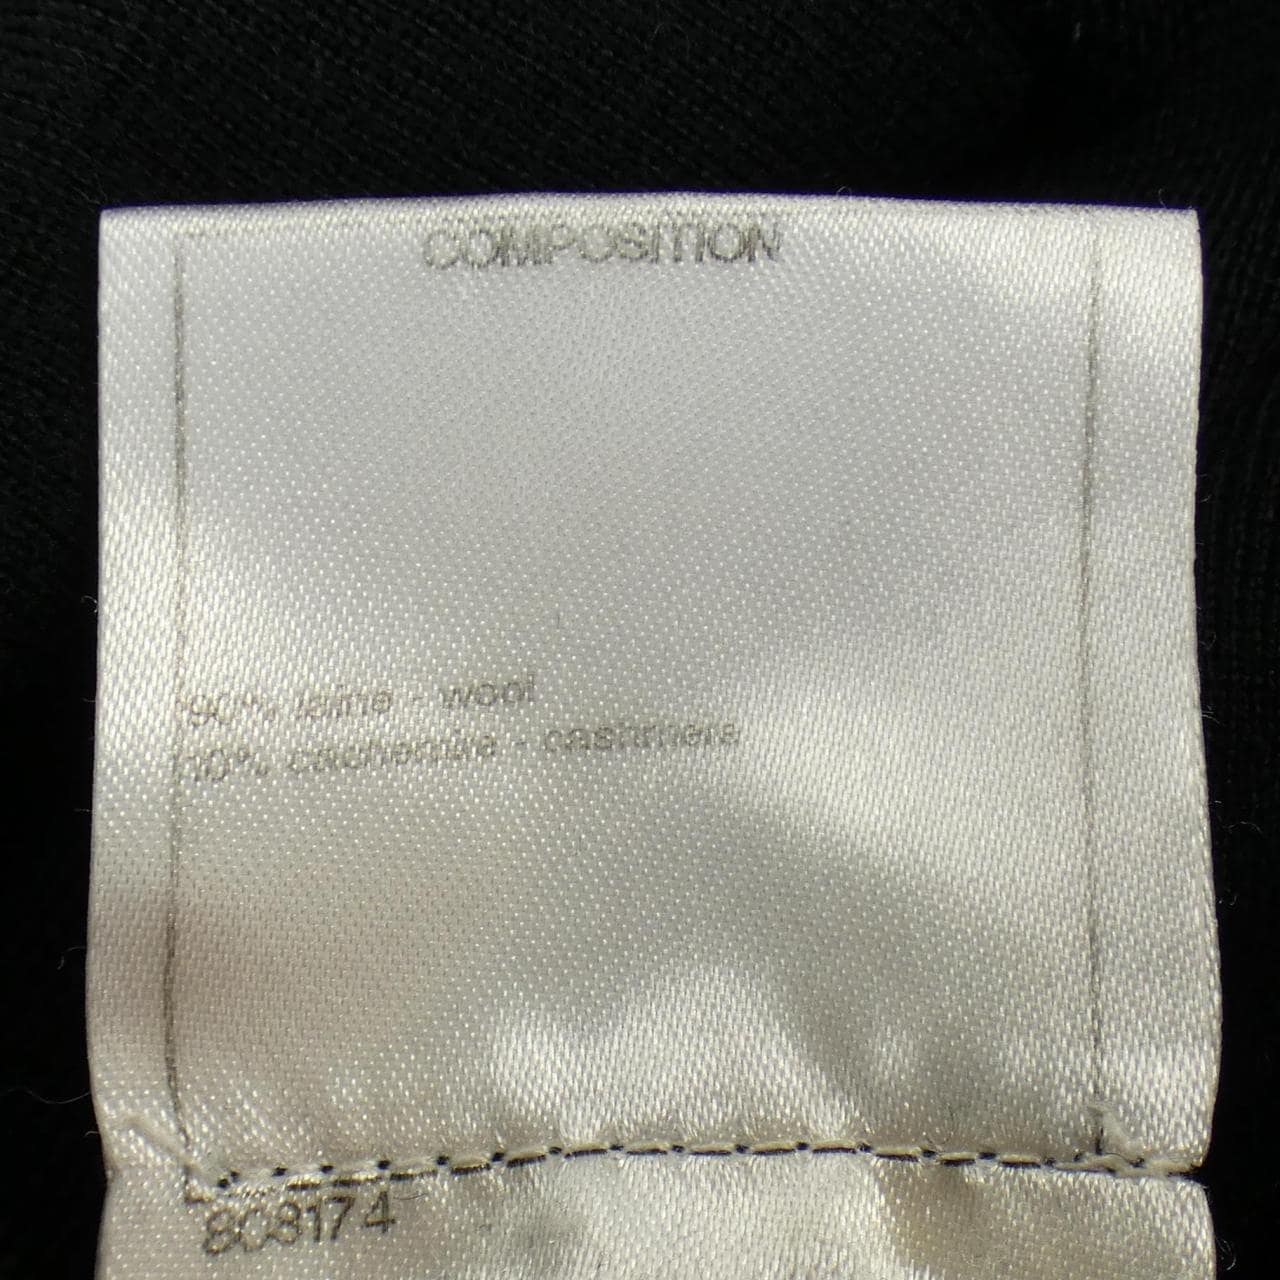 COMPOSITION
90% laine - wool
10% cachemire - cashmere
808174